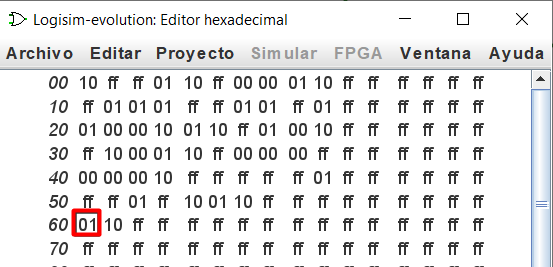 Logisim-evolution: Editor hexadecimal
Archivo Editar Proyecto Simular FPGA Ventana Ayuda
00 10 ff ff 01 10 ff 00 00 01 10 ff ff ff ff ff ff
10 ff 01 01 01 ff ff 01 01 ff 01 ff ff ff ff ff ff
20 01 00 00 10 01 10 ff 01 00 10 ff ff ff ff ff ff
30 ff 10 00 01 10 ff 00 00 00 ff ff ff ff ff ff ff
40 00 00 00 10 ff ff ff ff ff 01 ff ff ff ff ff ff
50 ff ff 01 ff 10 01 10 ff ff ff ff ff ff ff ff ff
60 01 10 ff ff ff ff ff ff ff ff ff ff ff ff ff ff
70 ff ff ff ff ff ff ff ff ff ff ff ff ff ff ff ff